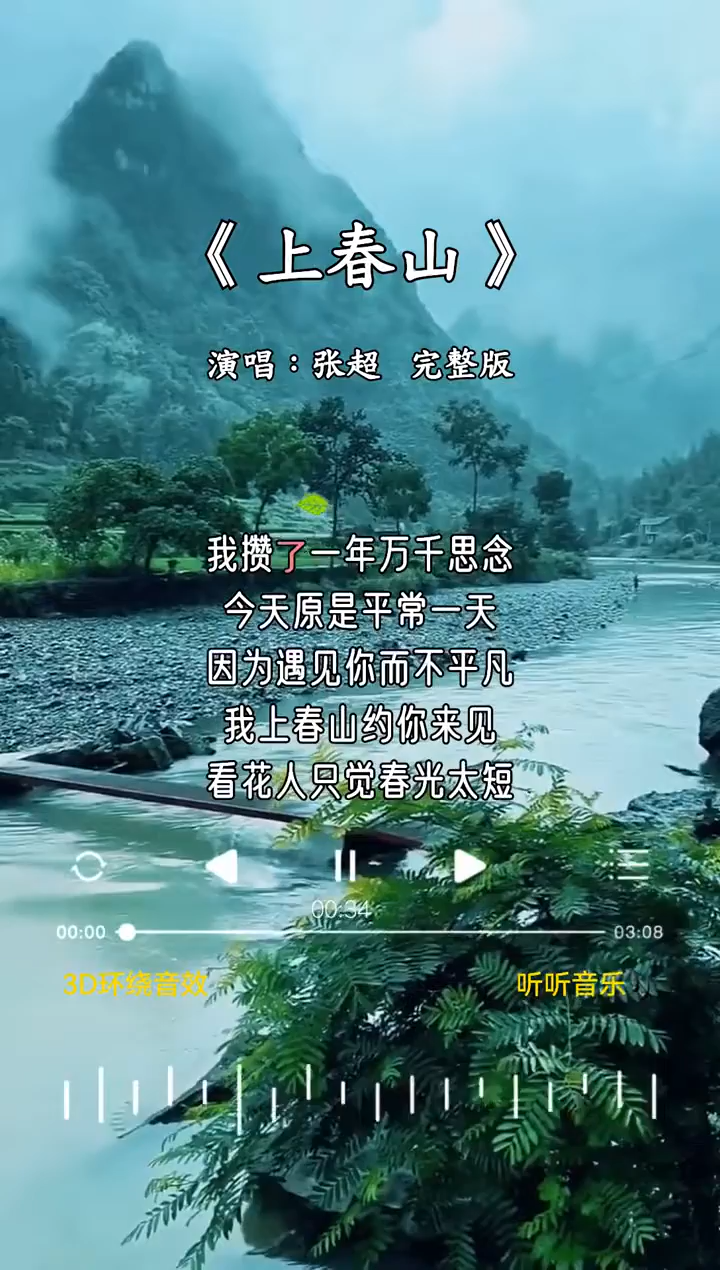 《上春山》
演唱：张超 完整版
我攒了一年万千思念
今天原是平常一天
因为遇见你而不平凡
我上春山约你来见
看花人只觉春光太短
00:34
00:00 03:08
3D环绕音效 听听音乐